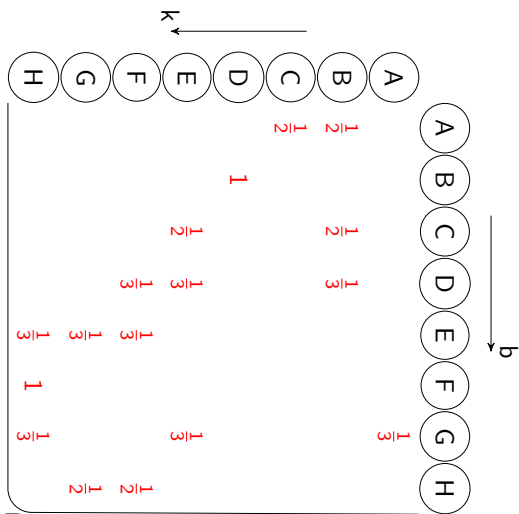 b
A B C D E F G H
A 1/3
B 1/2 1/2 1/3
C 1/2
D 1
E 1/2 1/3 1/3
k
F 1/3 1/3 1/2
G 1/3 1/2
H 1/3 1 1/3